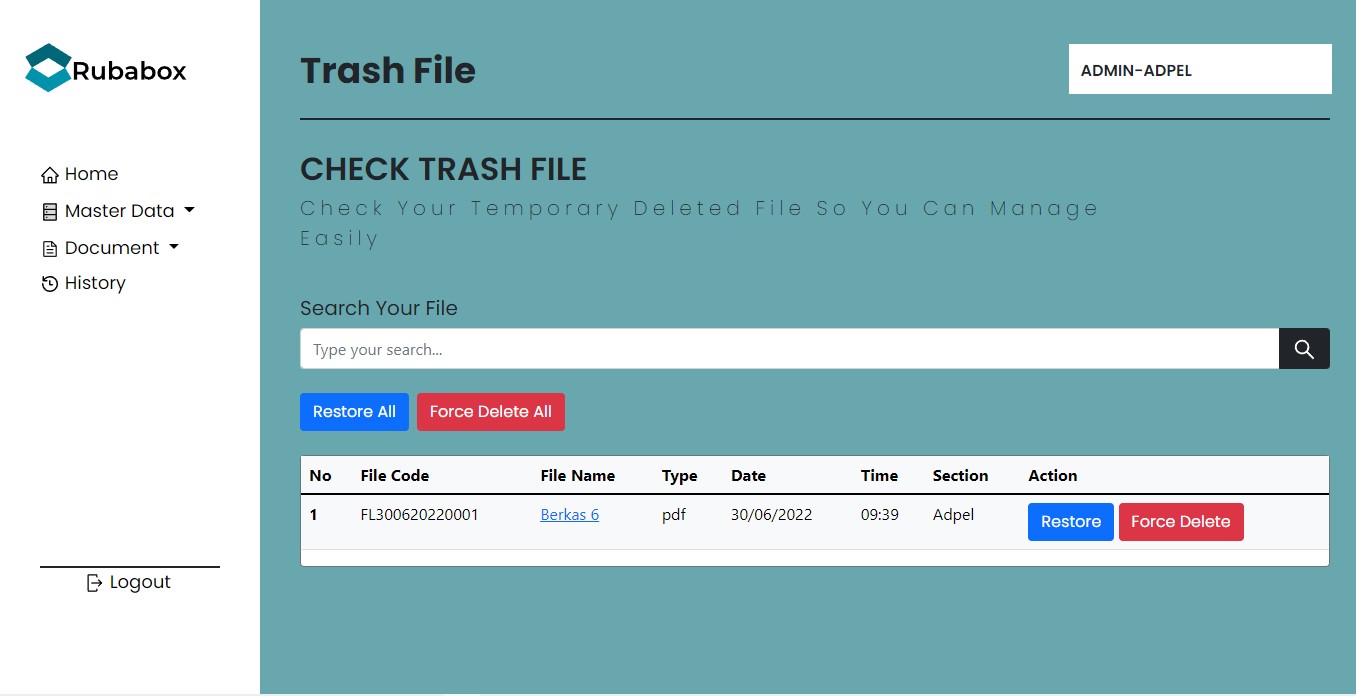 Rubabox
Home
Master Data
Document
History
Logout
Trash File
ADMIN-ADPEL
CHECK TRASH FILE
Check Your Temporary Deleted File So You Can Manage
Easily
Search Your File
Type your search...
Restore All Force Delete All
No File Code File Name Type Date Time Section Action
1 FL300620220001 Berkas 6 pdf 30/06/2022 09:39 Adpel Restore Force Delete